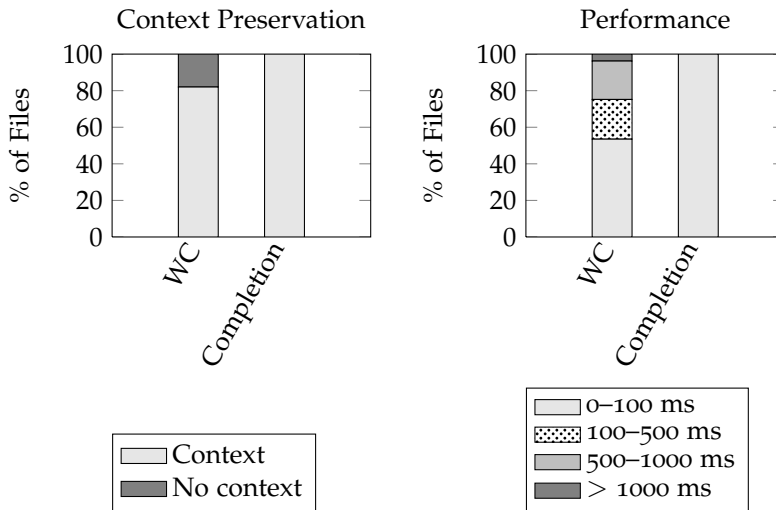 Context Preservation
% of Files
100
80
60
40
20
0
WC
Completion
Context
No context
Performance
% of Files
100
80
60
40
20
0
WC
Completion
0–100 ms
100–500 ms
500–1000 ms
> 1000 ms